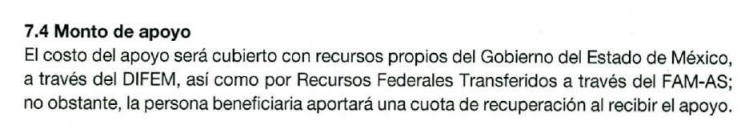 7.4 Monto de apoyo
El costo del apoyo será cubierto con recursos propios del Gobierno del Estado de México,
a través del DIFEM, así como por Recursos Federales Transferidos a través del FAM-AS;
no obstante, la persona beneficiaria aportará una cuota de recuperación al recibir el apoyo.